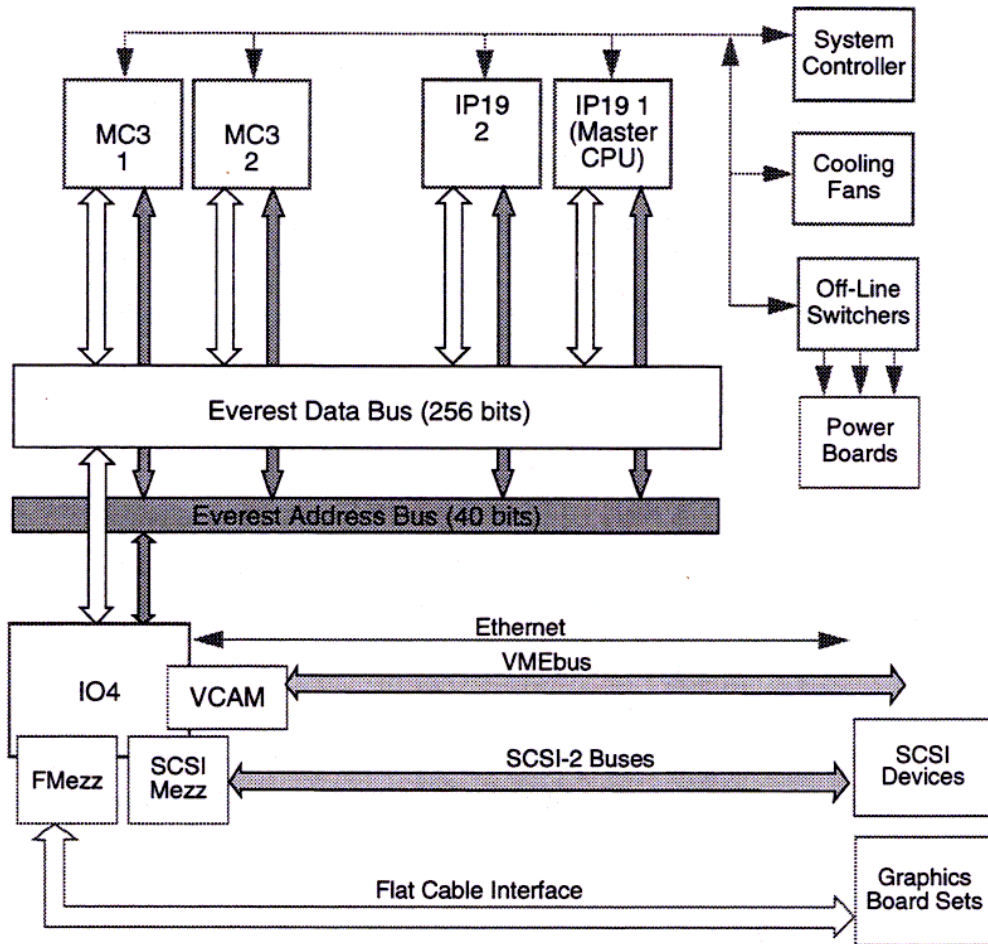 System
Controller
MC3
1
MC3
2
IP19
2
IP19 1
(Master
CPU)
Cooling
Fans
Off-Line
Switchers
Power
Boards
Everest Data Bus (256 bits)
Everest Address Bus (40 bits)
Ethernet
VMEbus
IO4
VCAM
FMezz
SCSI
Mezz
SCSI-2 Buses
SCSI
Devices
Flat Cable Interface
Graphics
Board Sets